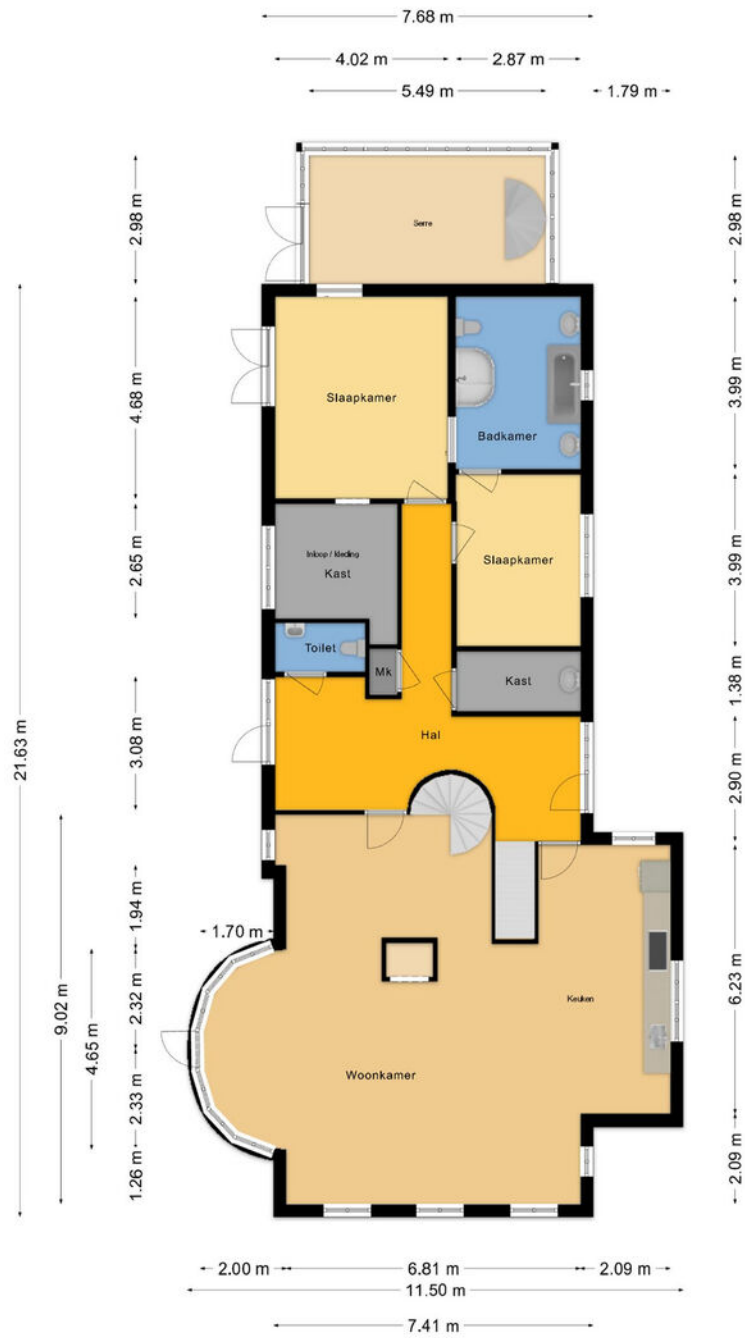 7.68 m
4.02 m
2.87 m
5.49 m
1.79 m
2.98 m
2.98 m
Serre
4.68 m
Slaapkamer
Badkamer
3.99 m
2.65 m
Inloop / kleding
Kast
Slaapkamer
3.99 m
Toilet
Mk
Kast
1.38 m
21.63 m
3.08 m
Hal
2.90 m
1.94 m
1.70 m
9.02 m
4.65 m
2.32 m
Keuken
6.23 m
2.33 m
Woonkamer
1.26 m
2.09 m
2.00 m
6.81 m
2.09 m
11.50 m
7.41 m